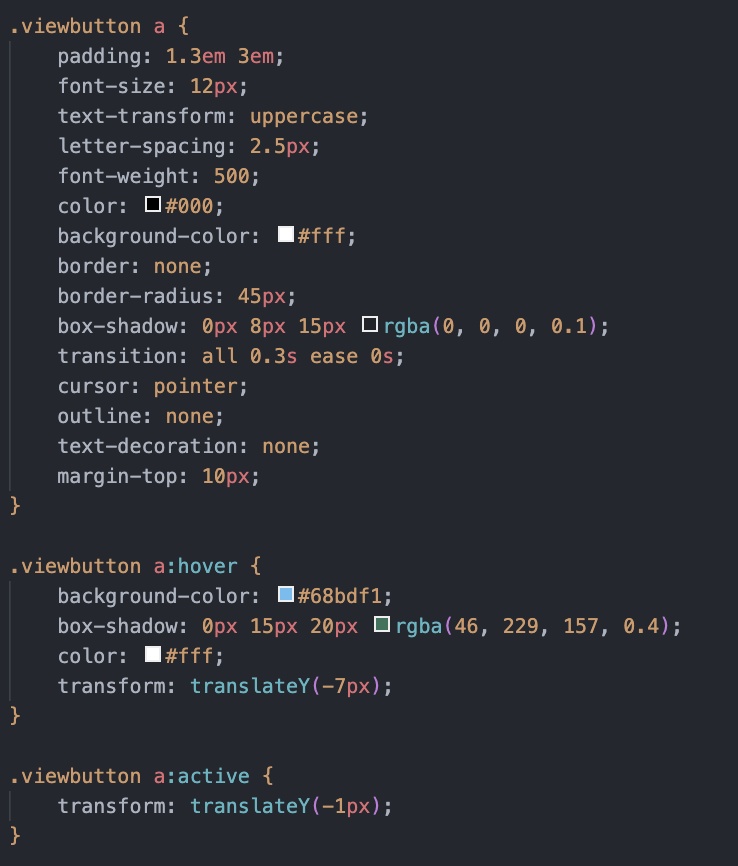 .viewbutton a {
    padding: 1.3em 3em;
    font-size: 12px;
    text-transform: uppercase;
    letter-spacing: 2.5px;
    font-weight: 500;
    color: #000;
    background-color: #fff;
    border: none;
    border-radius: 45px;
    box-shadow: 0px 8px 15px rgba(0, 0, 0, 0.1);
    transition: all 0.3s ease 0s;
    cursor: pointer;
    outline: none;
    text-decoration: none;
    margin-top: 10px;
}

.viewbutton a:hover {
    background-color: #68bdf1;
    box-shadow: 0px 15px 20px rgba(46, 229, 157, 0.4);
    color: #fff;
    transform: translateY(-7px);
}

.viewbutton a:active {
    transform: translateY(-1px);
}